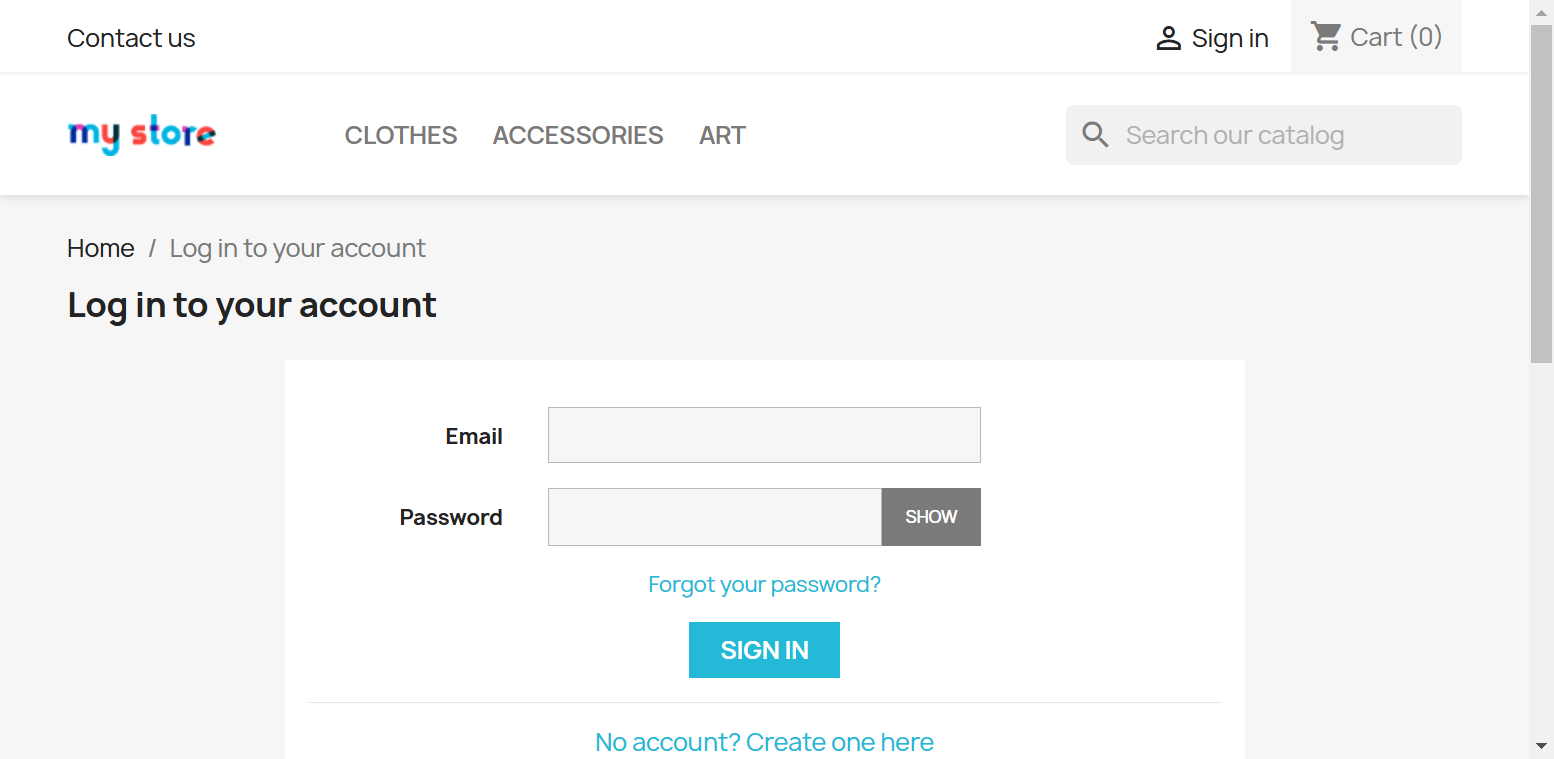 Contact us
Sign in
Cart (0)
my store
CLOTHES
ACCESSORIES
ART
Search our catalog
Home / Log in to your account
Log in to your account
Email
Password
SHOW
Forgot your password?
SIGN IN
No account? Create one here